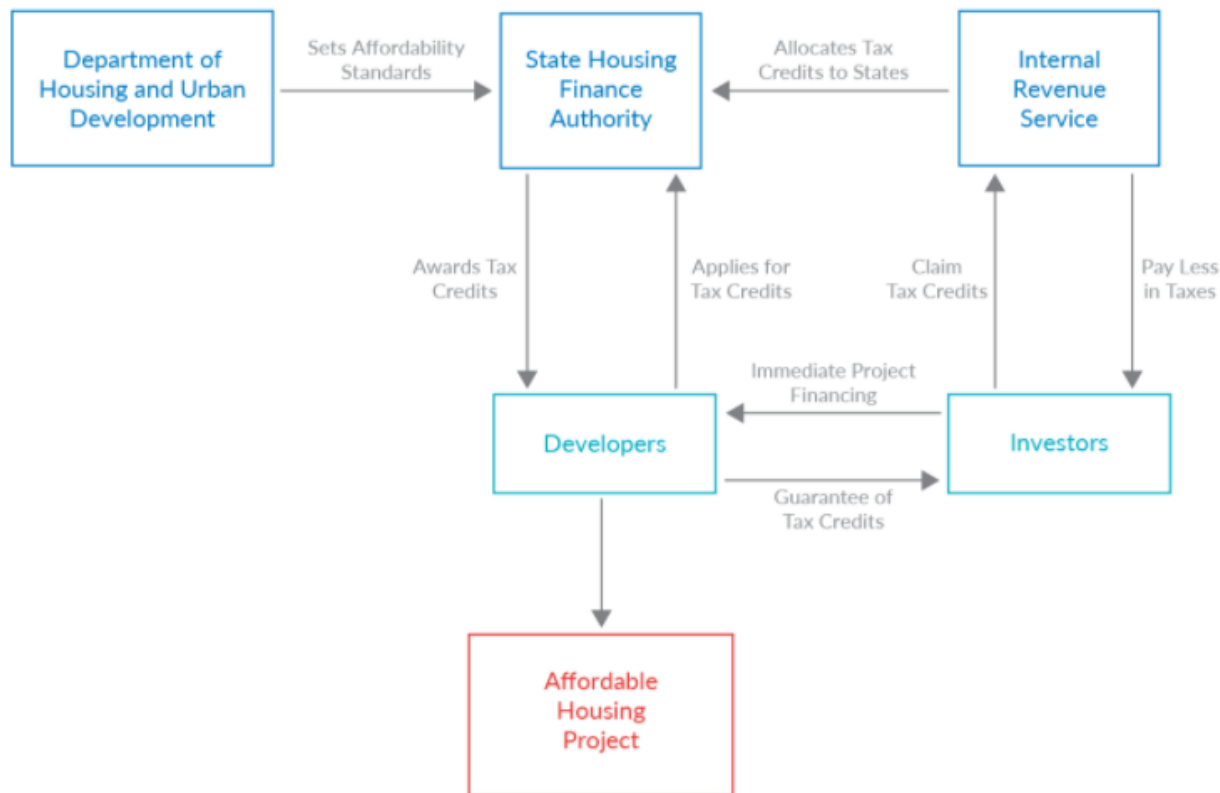 Department of
Housing and Urban
Development
Sets Affordability
Standards
State Housing
Finance
Authority
Allocates Tax
Credits to States
Internal
Revenue
Service
Awards Tax
Credits
Applies for
Tax Credits
Claim
Tax Credits
Pay Less
in Taxes
Immediate Project
Financing
Developers
Investors
Guarantee of
Tax Credits
Affordable
Housing
Project